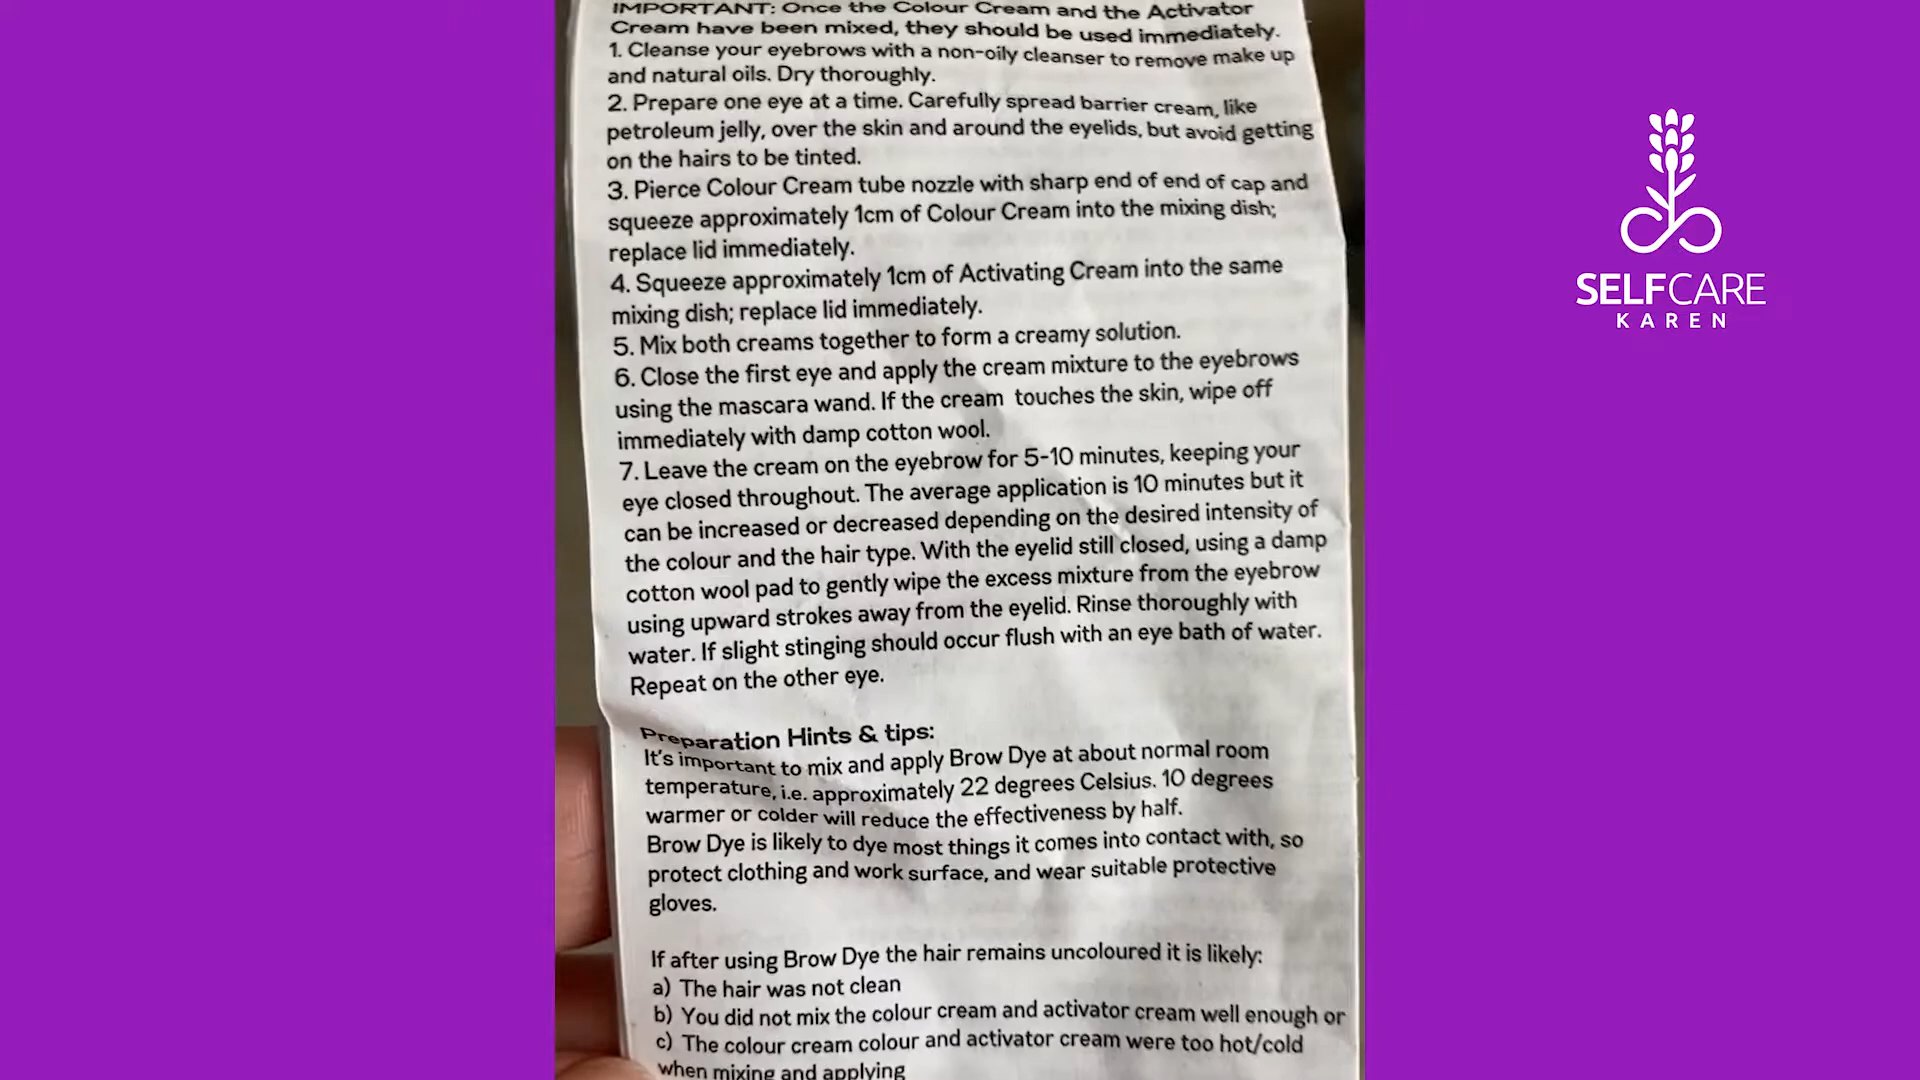 IMPORTANT: Once the Colour Cream and the Activator
Cream have been mixed, they should be used immediately.
1. Cleanse your eyebrows with a non-oily cleanser to remove make up
and natural oils. Dry thoroughly.
2. Prepare one eye at a time. Carefully spread barrier cream, like
petroleum jelly, over the skin and around the eyelids, but avoid getting
on the hairs to be tinted.
3. Pierce Colour Cream tube nozzle with sharp end of end of cap and
squeeze approximately 1cm of Colour Cream into the mixing dish;
replace lid immediately.
4. Squeeze approximately 1cm of Activating Cream into the same
mixing dish; replace lid immediately.
5. Mix both creams together to form a creamy solution.
6. Close the first eye and apply the cream mixture to the eyebrows
using the mascara wand. If the cream touches the skin, wipe off
immediately with damp cotton wool.
7. Leave the cream on the eyebrow for 5-10 minutes, keeping your
eye closed throughout. The average application is 10 minutes but it
can be increased or decreased depending on the desired intensity of
the colour and the hair type. With the eyelid still closed, using a damp
cotton wool pad to gently wipe the excess mixture from the eyebrow
using upward strokes away from the eyelid. Rinse thoroughly with
water. If slight stinging should occur flush with an eye bath of water.
Repeat on the other eye.
Preparation Hints & tips:
It's important to mix and apply Brow Dye at about normal room
temperature, i.e. approximately 22 degrees Celsius. 10 degrees
warmer or colder will reduce the effectiveness by half.
Brow Dye is likely to dye most things it comes into contact with, so
protect clothing and work surface, and wear suitable protective
gloves.
If after using Brow Dye the hair remains uncoloured it is likely:
a) The hair was not clean
b) You did not mix the colour cream and activator cream well enough or
c) The colour cream colour and activator cream were too hot/cold
when mixing and applying
SELFCARE
KAREN